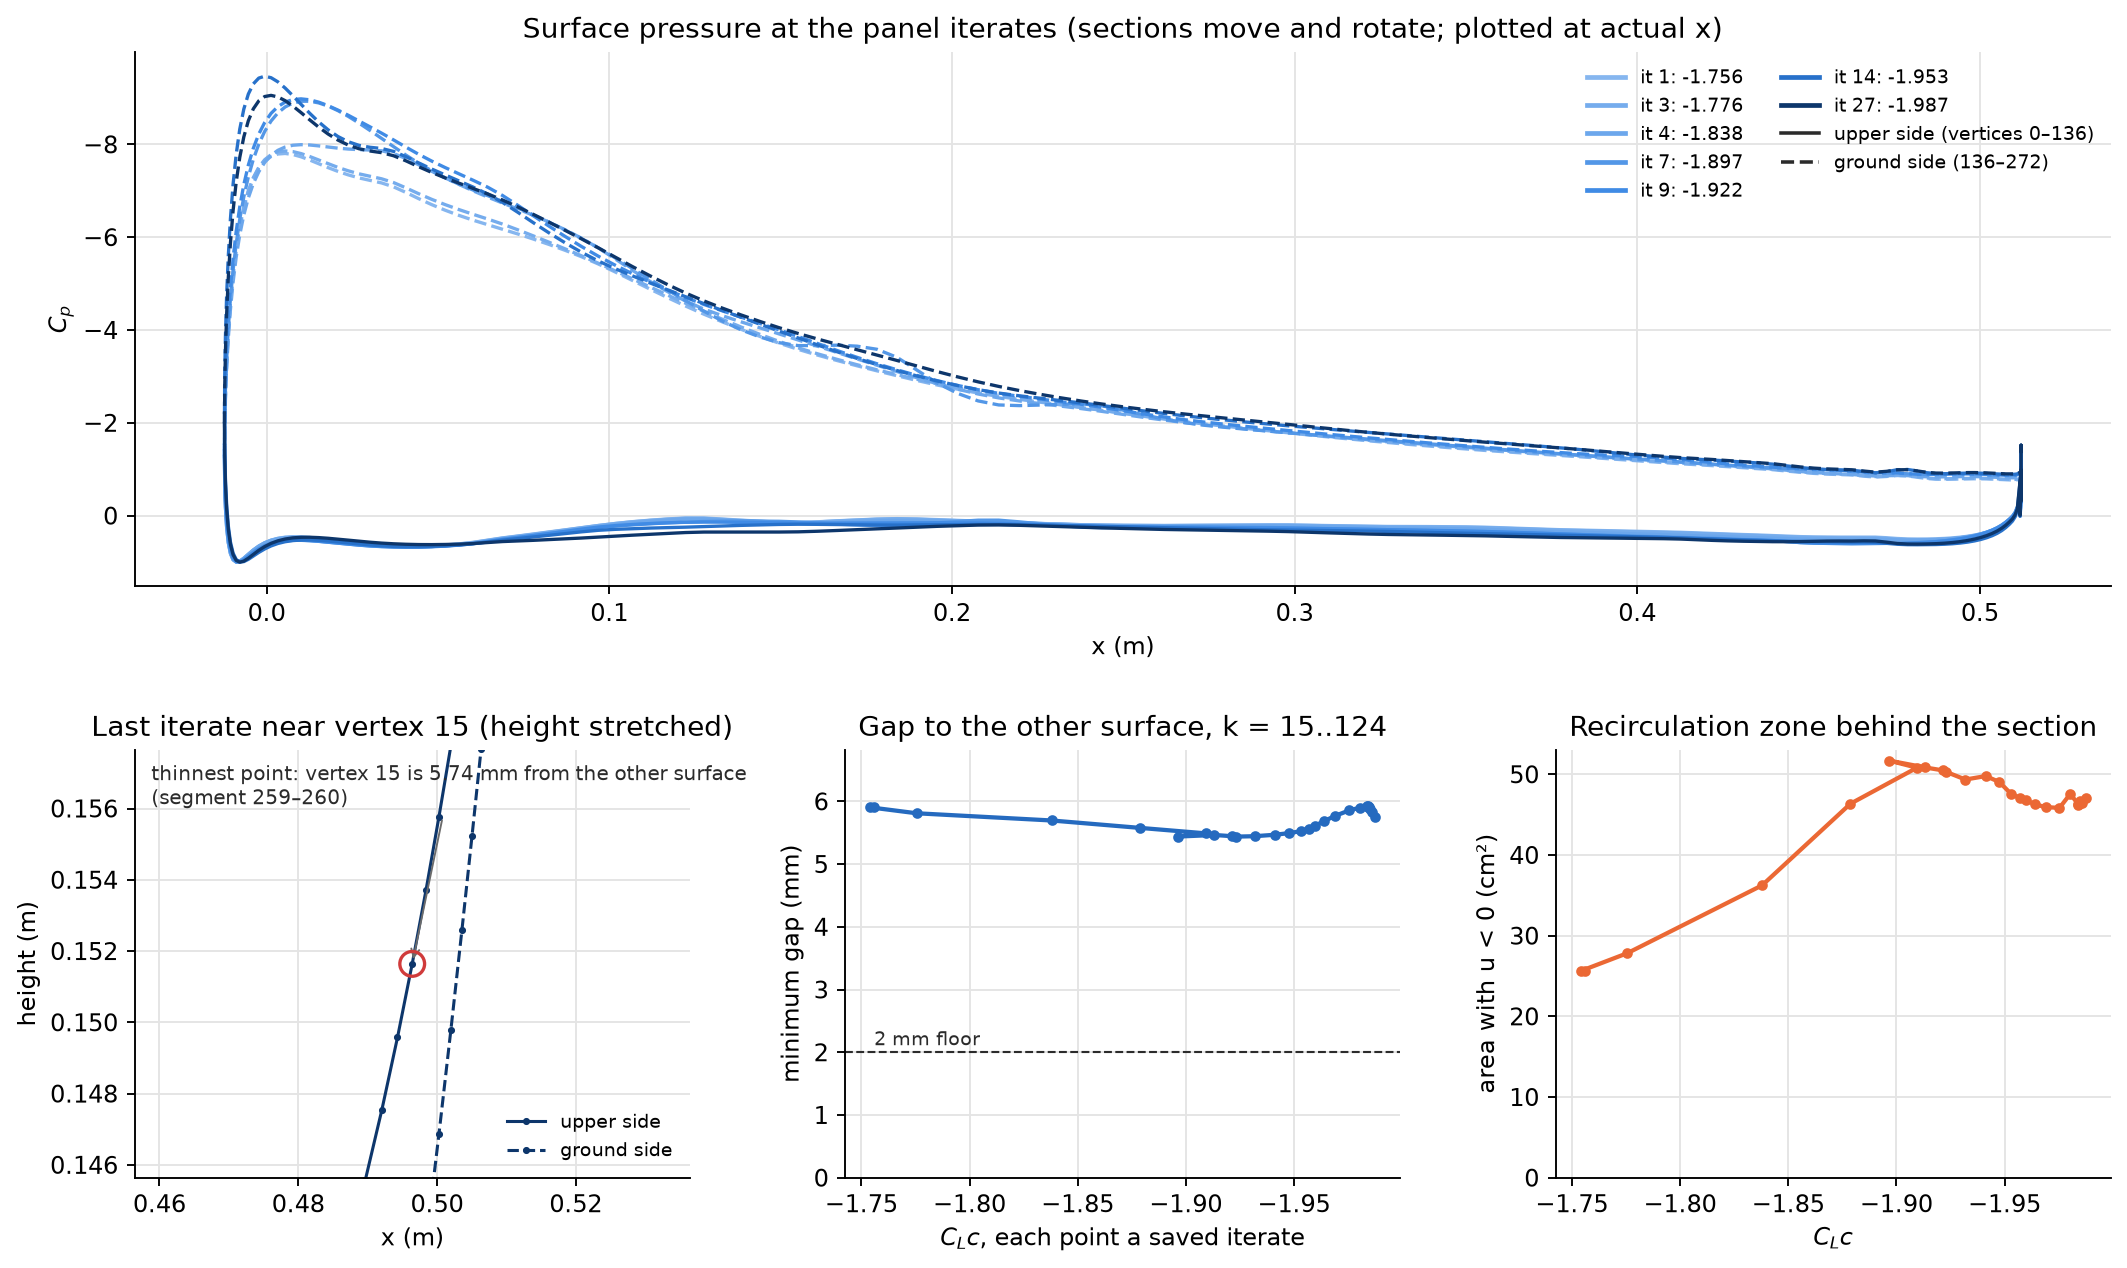 Surface pressure at the panel iterates (sections move and rotate; plotted at actual x)
it 1: -1.756
it 3: -1.776
it 4: -1.838
it 7: -1.897
it 9: -1.922
it 14: -1.953
it 27: -1.987
upper side (vertices 0–136)
ground side (136–272)
−8
−6
−4
−2
0
Cp
0.0
0.1
0.2
0.3
0.4
0.5
x (m)
Last iterate near vertex 15 (height stretched)
thinnest point: vertex 15 is 5.74 mm from the other surface
(segment 259–260)
0.156
0.154
0.152
0.150
0.148
0.146
height (m)
upper side
ground side
0.46
0.48
0.50
0.52
x (m)
Gap to the other surface, k = 15..124
6
5
4
3
2
1
0
minimum gap (mm)
2 mm floor
−1.75
−1.80
−1.85
−1.90
−1.95
CLc, each point a saved iterate
Recirculation zone behind the section
50
40
30
20
10
0
area with u < 0 (cm²)
−1.75
−1.80
−1.85
−1.90
−1.95
CLc